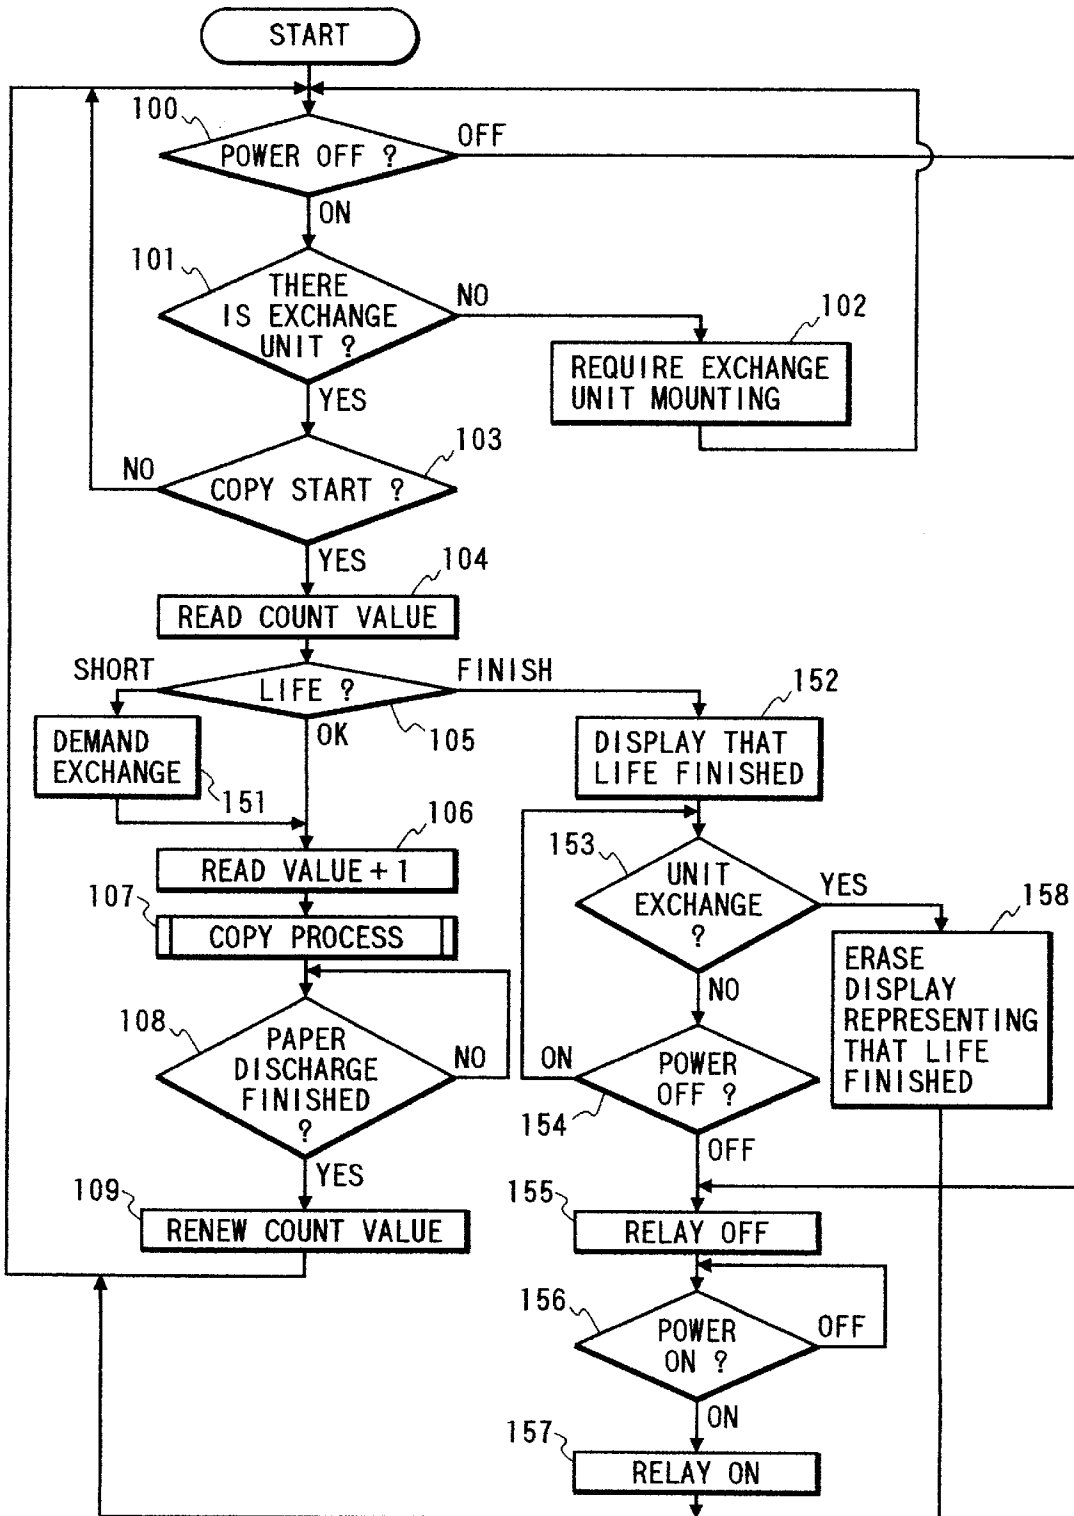 START
100
POWER OFF ?
OFF
ON
101
THERE
IS EXCHANGE
UNIT ?
NO
YES
102
REQUIRE EXCHANGE
UNIT MOUNTING
103
COPY START ?
NO
YES
104
READ COUNT VALUE
SHORT
LIFE ?
FINISH
OK
105
DEMAND
EXCHANGE
151
152
DISPLAY THAT
LIFE FINISHED
106
READ VALUE + 1
107
COPY PROCESS
108
PAPER
DISCHARGE
FINISHED
?
NO
YES
109
RENEW COUNT VALUE
153
UNIT
EXCHANGE
?
YES
NO
158
ERASE
DISPLAY
REPRESENTING
THAT LIFE
FINISHED
ON
POWER
OFF ?
154
OFF
155
RELAY OFF
156
POWER
ON ?
OFF
ON
157
RELAY ON